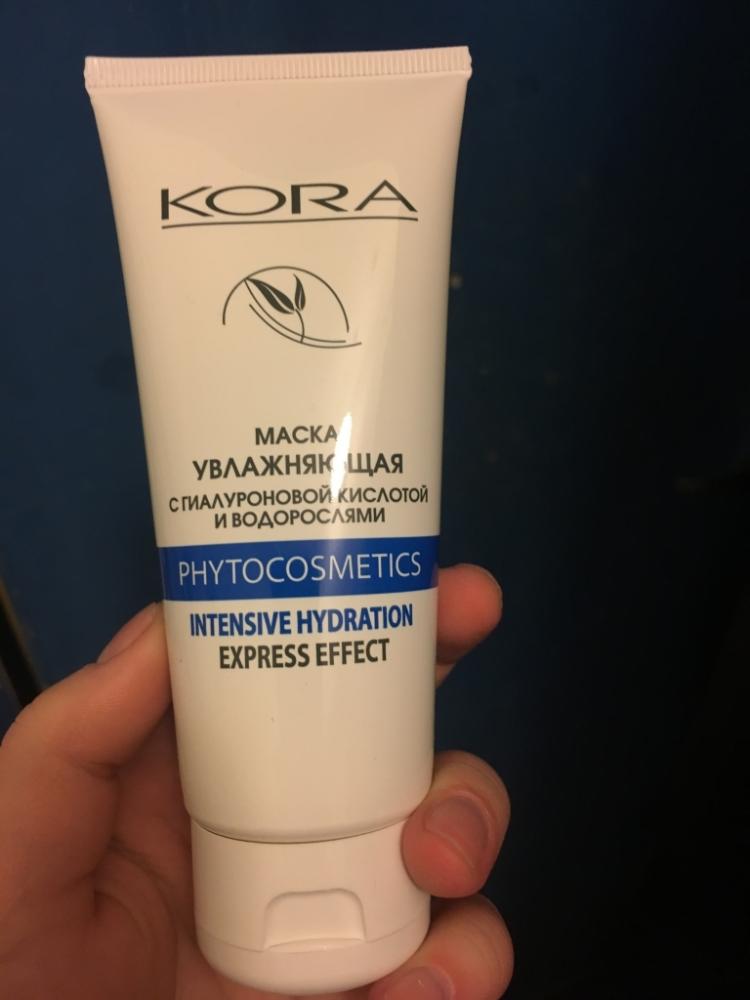 KORA
МАСКА
УВЛАЖНЯЮЩАЯ
С ГИАЛУРОНОВОЙ КИСЛОТОЙ
И ВОДОРОСЛЯМИ
PHYTOCOSMETICS
INTENSIVE HYDRATION
EXPRESS EFFECT